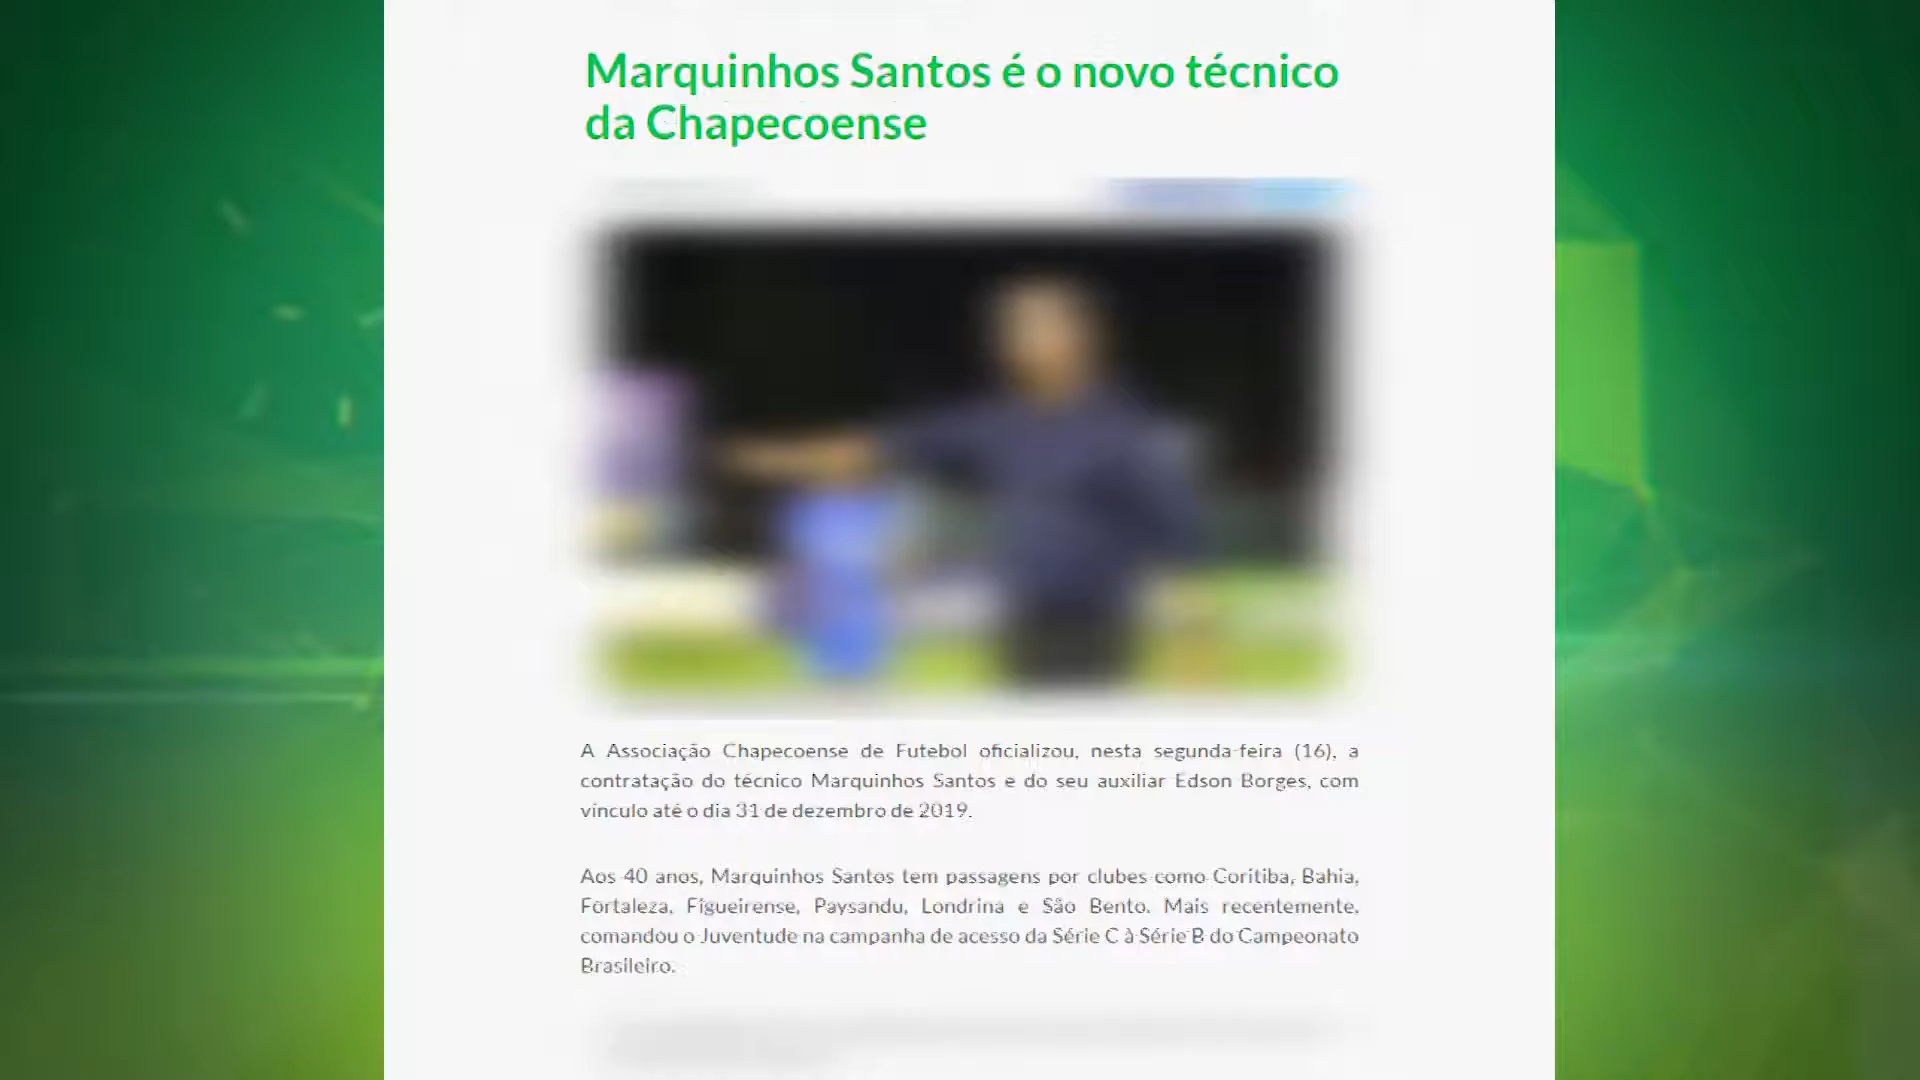 Marquinhos Santos é o novo técnico
da Chapecoense
A Associação Chapecoense de Futebol oficializou, nesta segunda-feira (16), a
contratação do técnico Marquinhos Santos e do seu auxiliar Edson Borges, com
vínculo até o dia 31 de dezembro de 2019.
Aos 40 anos, Marquinhos Santos tem passagens por clubes como Coritiba, Bahia,
Fortaleza, Figueirense, Paysandu, Londrina e São Bento. Mais recentemente,
comandou o Juventude na campanha de acesso da Série C à Série B do Campeonato
Brasileiro.